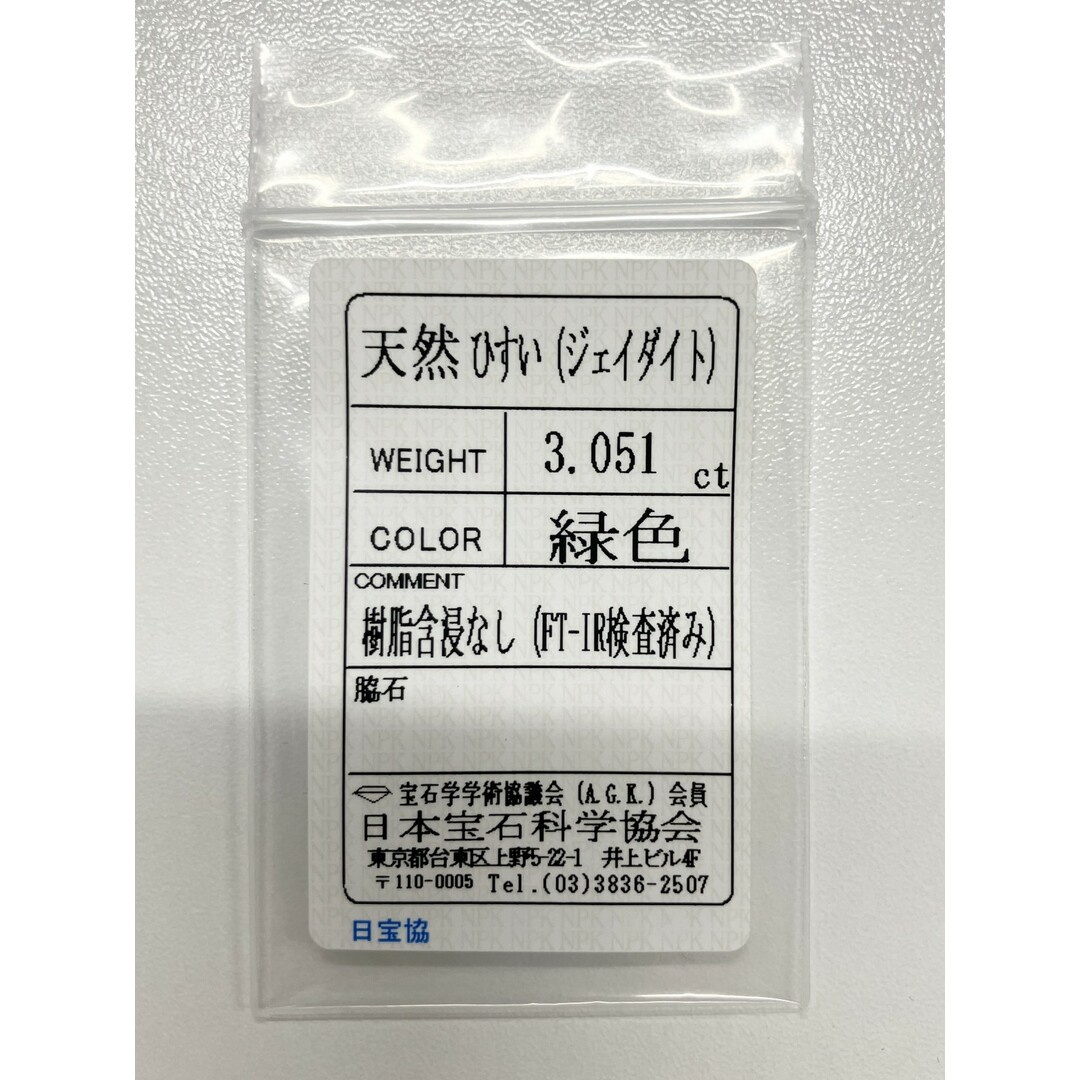 天然ひすい (ジェイダイト)
WEIGHT 3.051 ct
COLOR 緑色
COMMENT
樹脂含浸なし (FT-IR検査済み)
脇石
宝石学学術協議会 (A.G.K.) 会員
日本宝石科学協会
東京都台東区上野5-22-1 井上ビル4F
〒110-0005 Tel.(03)3836-2507
日宝協